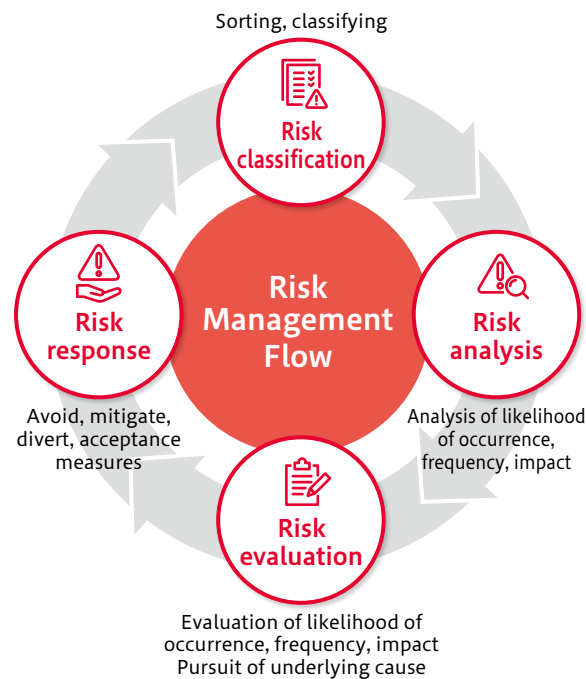 Sorting, classifying
Risk
classification
Risk
Management
Flow
Risk
analysis
Analysis of likelihood
of occurrence,
frequency, impact
Risk
evaluation
Evaluation of likelihood of
occurrence, frequency, impact
Pursuit of underlying cause
Risk
response
Avoid, mitigate,
divert, acceptance
measures